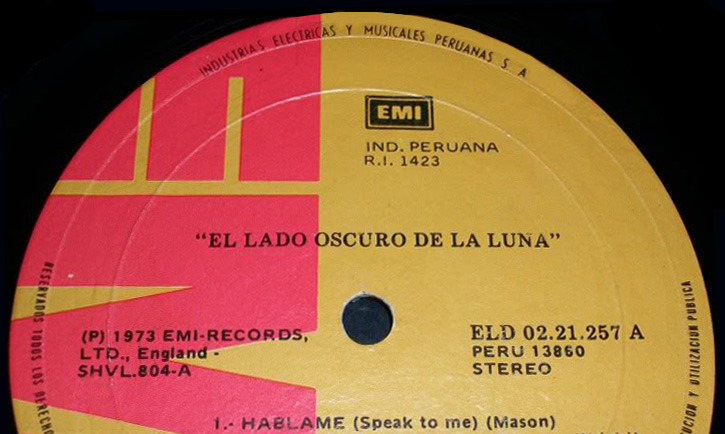 INDUSTRIAS ELECTRICAS Y MUSICALES PERUANAS S A
EMI
IND. PERUANA
R.I. 1423
"EL LADO OSCURO DE LA LUNA"
RESERVADOS TODOS LOS DERECHO
(P) 1973 EMI-RECORDS,
LTD., England -
SHVL.804-A
ELD 02.21.257 A
PERU 13860
STEREO
UCION Y UTILIZACION PUBLICA
1.- HABLAME (Speak to me) (Mason)